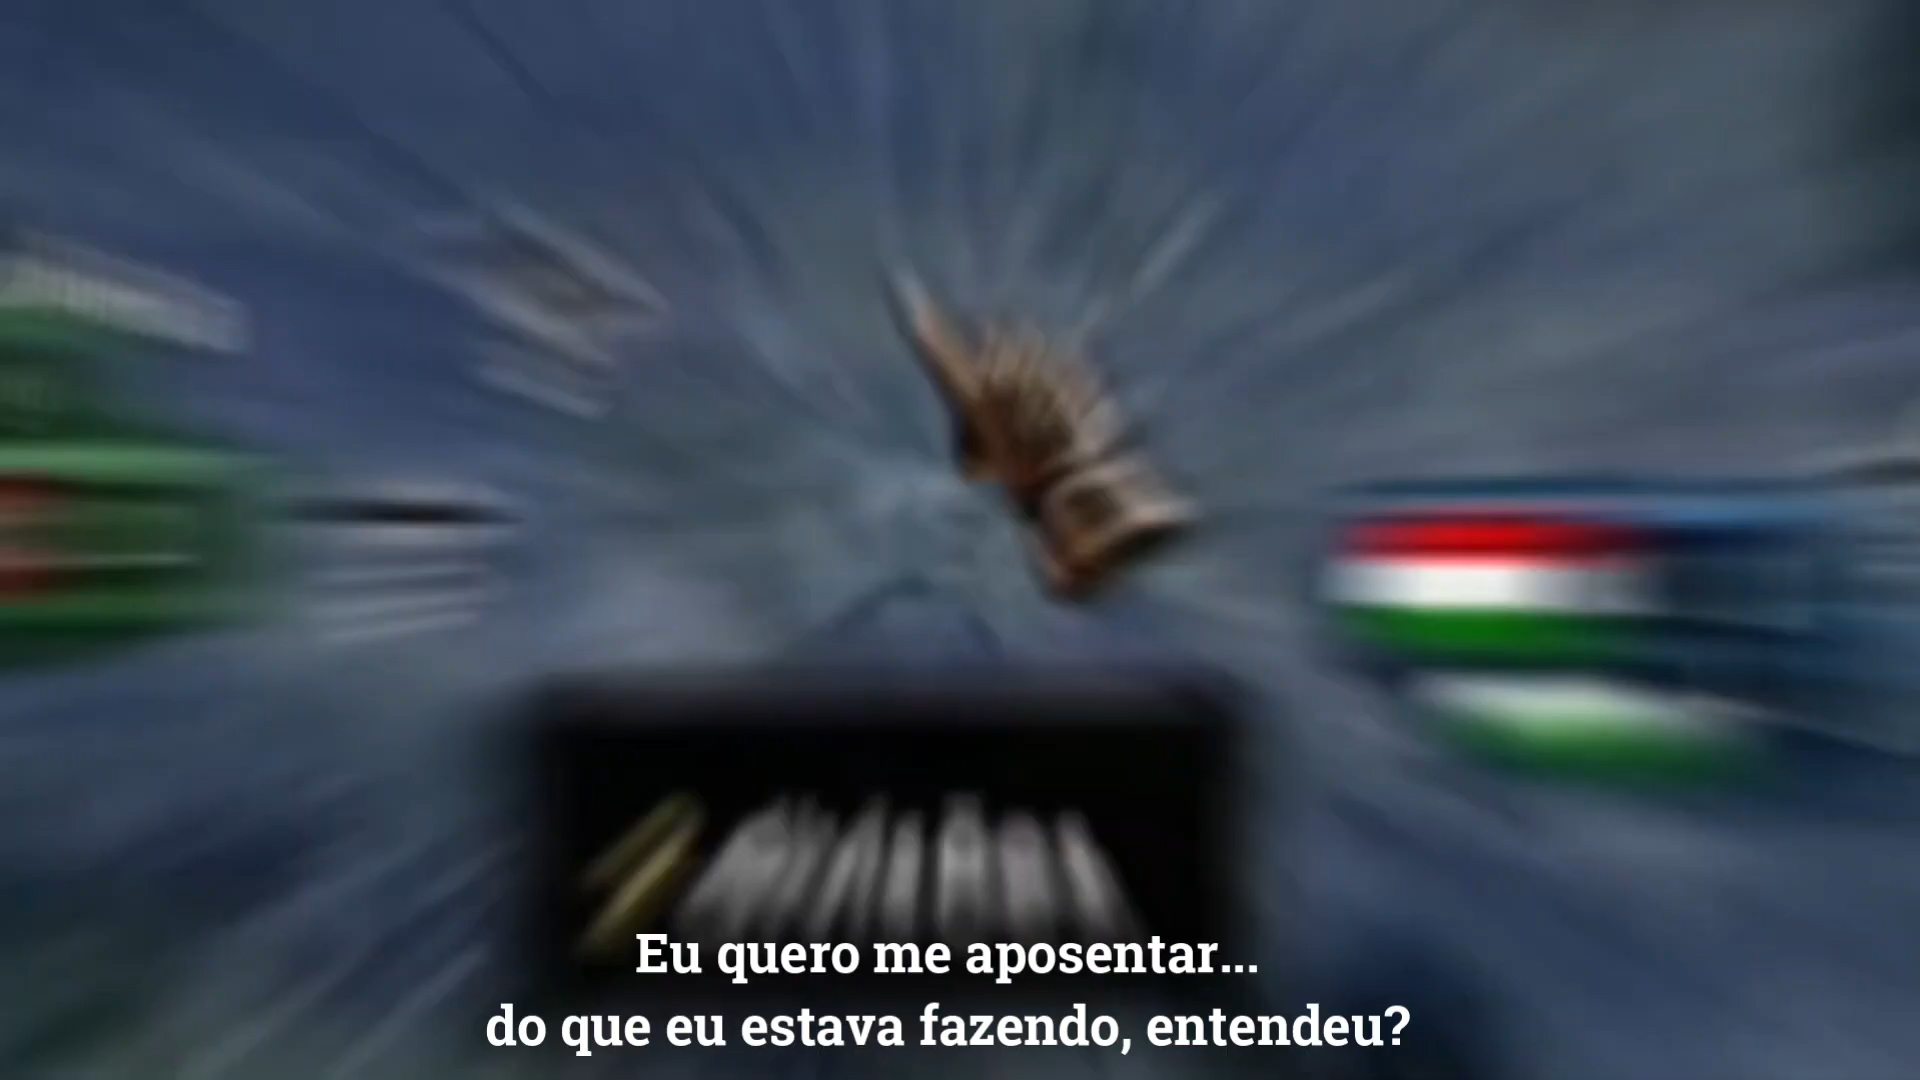 Eu quero me aposentar...
do que eu estava fazendo, entendeu?